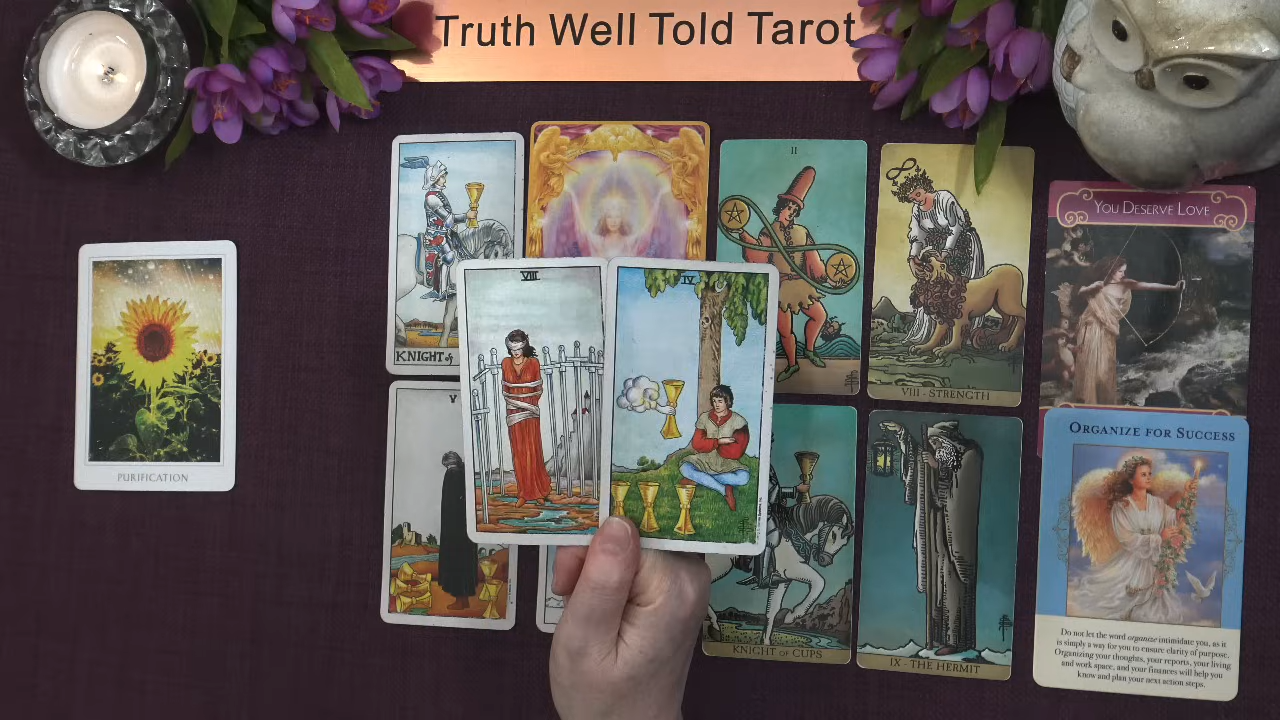 Truth Well Told Tarot
KNIGHT of
II
VIII - STRENGTH
YOU DESERVE LOVE
VIII
IV
PURIFICATION
V
KNIGHT OF CUPS
IX - THE HERMIT
ORGANIZE FOR SUCCESS
Do not let the word organize intimidate you, as it
is simply a way for you to ensure clarity of purpose.
Organizing your thoughts, your reports, your living
and work space, and your finances will help you
know and plan your next action steps.